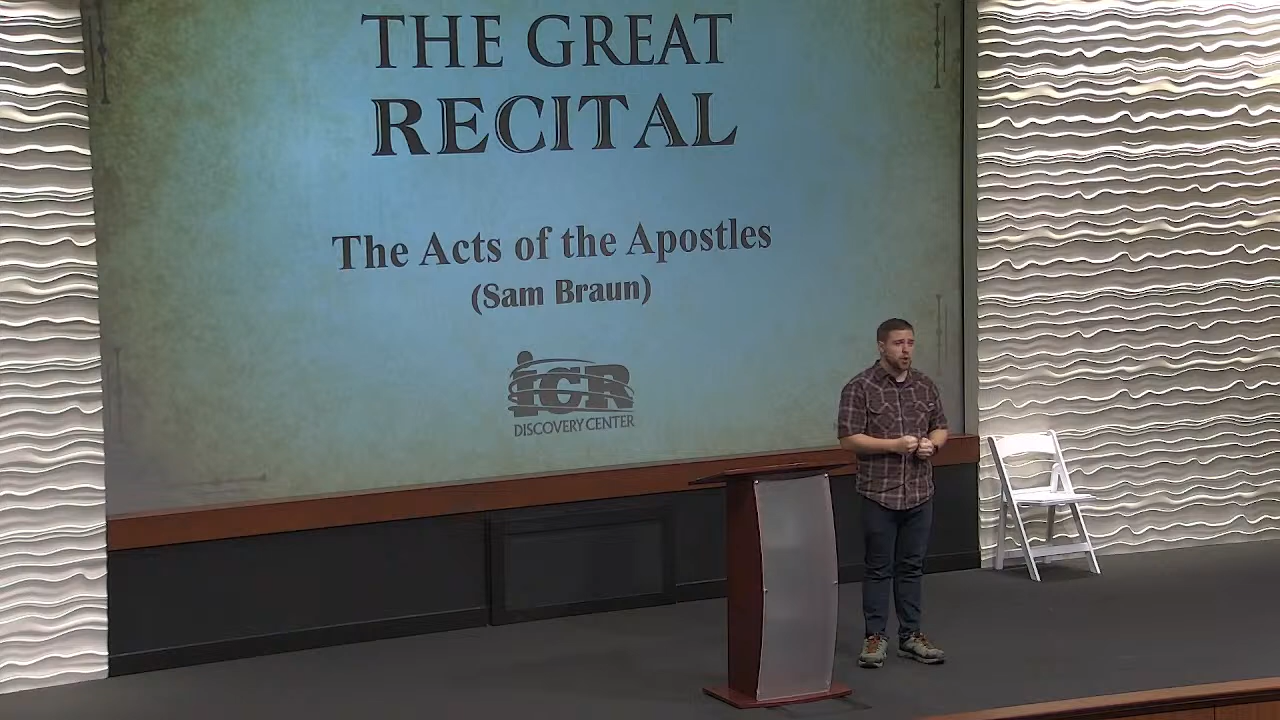 THE GREAT
RECITAL
The Acts of the Apostles
(Sam Braun)
ICR
DISCOVERY CENTER